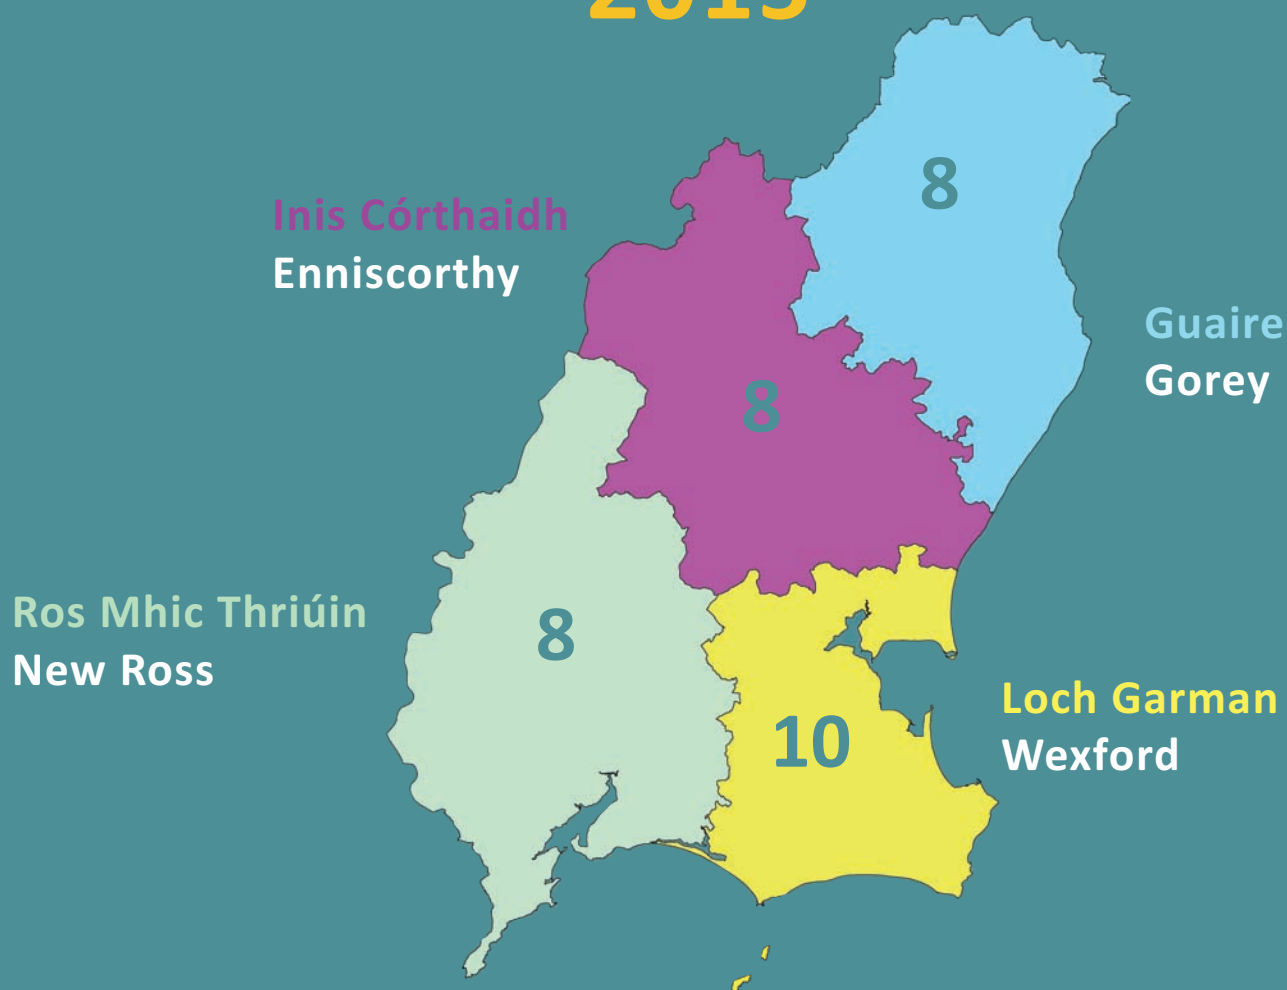 Inis Córthaidh
Enniscorthy
8
Guaire
Gorey
8
Ros Mhic Thriúin
New Ross
8
Loch Garman
Wexford
10